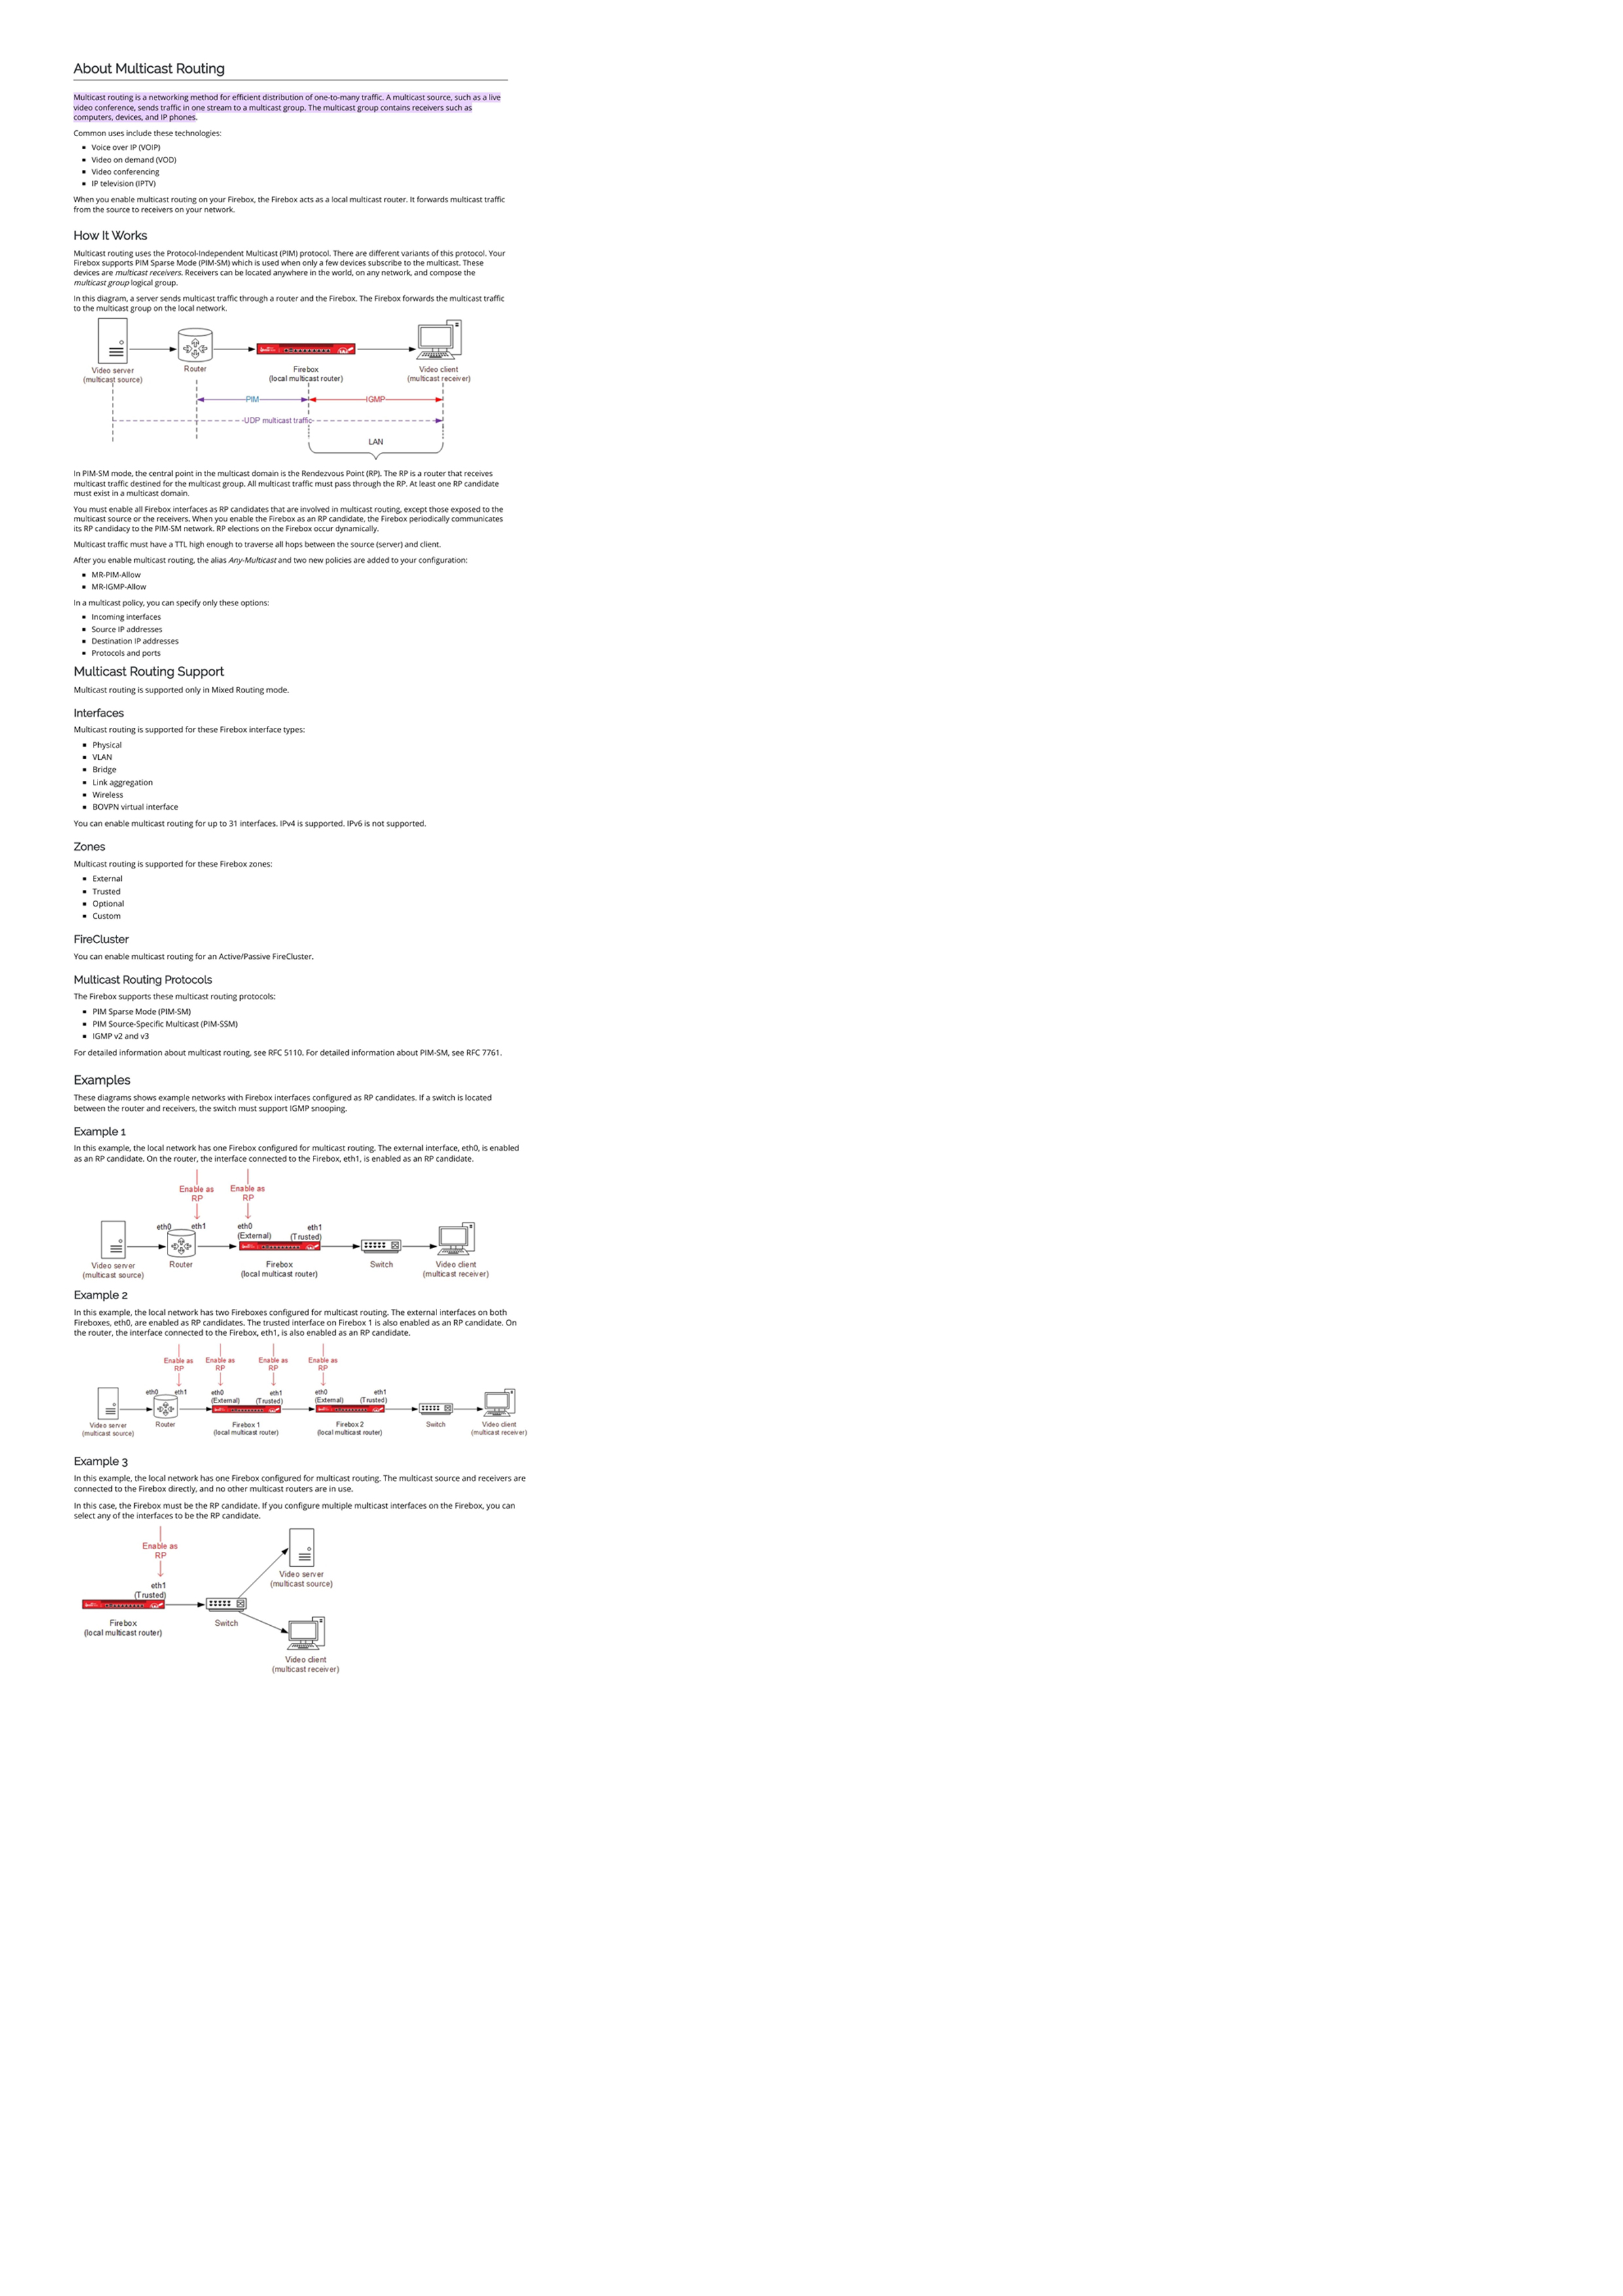 About Multicast Routing
Multicast routing is a networking method for efficient distribution of one-to-many traffic. A multicast source, such as a live
video conference, sends traffic in one stream to a multicast group. The multicast group contains receivers such as
computers, devices, and IP phones.
Common uses include these technologies:
▪ Voice over IP (VOIP)
▪ Video on demand (VOD)
▪ Video conferencing
▪ IP television (IPTV)
When you enable multicast routing on your Firebox, the Firebox acts as a local multicast router. It forwards multicast traffic
from the source to receivers on your network.
How It Works
Multicast routing uses the Protocol-Independent Multicast (PIM) protocol. There are different variants of this protocol. Your
Firebox supports PIM Sparse Mode (PIM-SM) which is used when only a few devices subscribe to the multicast. These
devices are multicast receivers. Receivers can be located anywhere in the world, on any network, and compose the
multicast group logical group.
In this diagram, a server sends multicast traffic through a router and the Firebox. The Firebox forwards the multicast traffic
to the multicast group on the local network.
Video server
(multicast source)
Router
Firebox
(local multicast router)
Video client
(multicast receiver)
PIM
IGMP
UDP multicast traffic
LAN
In PIM-SM mode, the central point in the multicast domain is the Rendezvous Point (RP). The RP is a router that receives
multicast traffic destined for the multicast group. All multicast traffic must pass through the RP. At least one RP candidate
must exist in a multicast domain.
You must enable all Firebox interfaces as RP candidates that are involved in multicast routing, except those exposed to the
multicast source or the receivers. When you enable the Firebox as an RP candidate, the Firebox periodically communicates
its RP candidacy to the PIM-SM network. RP elections on the Firebox occur dynamically.
Multicast traffic must have a TTL high enough to traverse all hops between the source (server) and client.
After you enable multicast routing, the alias Any-Multicast and two new policies are added to your configuration:
▪ MR-PIM-Allow
▪ MR-IGMP-Allow
In a multicast policy, you can specify only these options:
▪ Incoming interfaces
▪ Source IP addresses
▪ Destination IP addresses
▪ Protocols and ports
Multicast Routing Support
Multicast routing is supported only in Mixed Routing mode.
Interfaces
Multicast routing is supported for these Firebox interface types:
▪ Physical
▪ VLAN
▪ Bridge
▪ Link aggregation
▪ Wireless
▪ BOVPN virtual interface
You can enable multicast routing for up to 31 interfaces. IPv4 is supported. IPv6 is not supported.
Zones
Multicast routing is supported for these Firebox zones:
▪ External
▪ Trusted
▪ Optional
▪ Custom
FireCluster
You can enable multicast routing for an Active/Passive FireCluster.
Multicast Routing Protocols
The Firebox supports these multicast routing protocols:
▪ PIM Sparse Mode (PIM-SM)
▪ PIM Source-Specific Multicast (PIM-SSM)
▪ IGMP v2 and v3
For detailed information about multicast routing, see RFC 5110. For detailed information about PIM-SM, see RFC 7761.
Examples
These diagrams shows example networks with Firebox interfaces configured as RP candidates. If a switch is located
between the router and receivers, the switch must support IGMP snooping.
Example 1
In this example, the local network has one Firebox configured for multicast routing. The external interface, eth0, is enabled
as an RP candidate. On the router, the interface connected to the Firebox, eth1, is enabled as an RP candidate.
Enable as
RP
Enable as
RP
eth0
eth1
eth0
(External)
eth1
(Trusted)
Video server
(multicast source)
Router
Firebox
(local multicast router)
Switch
Video client
(multicast receiver)
Example 2
In this example, the local network has two Fireboxes configured for multicast routing. The external interfaces on both
Fireboxes, eth0, are enabled as RP candidates. The trusted interface on Firebox 1 is also enabled as an RP candidate. On
the router, the interface connected to the Firebox, eth1, is also enabled as an RP candidate.
Enable as
RP
Enable as
RP
Enable as
RP
Enable as
RP
eth0
eth1
eth0
(External)
eth1
(Trusted)
eth0
(External)
eth1
(Trusted)
Video server
(multicast source)
Router
Firebox 1
(local multicast router)
Firebox 2
(local multicast router)
Switch
Video client
(multicast receiver)
Example 3
In this example, the local network has one Firebox configured for multicast routing. The multicast source and receivers are
connected to the Firebox directly, and no other multicast routers are in use.
In this case, the Firebox must be the RP candidate. If you configure multiple multicast interfaces on the Firebox, you can
select any of the interfaces to be the RP candidate.
Enable as
RP
eth1
(Trusted)
Firebox
(local multicast router)
Switch
Video server
(multicast source)
Video client
(multicast receiver)